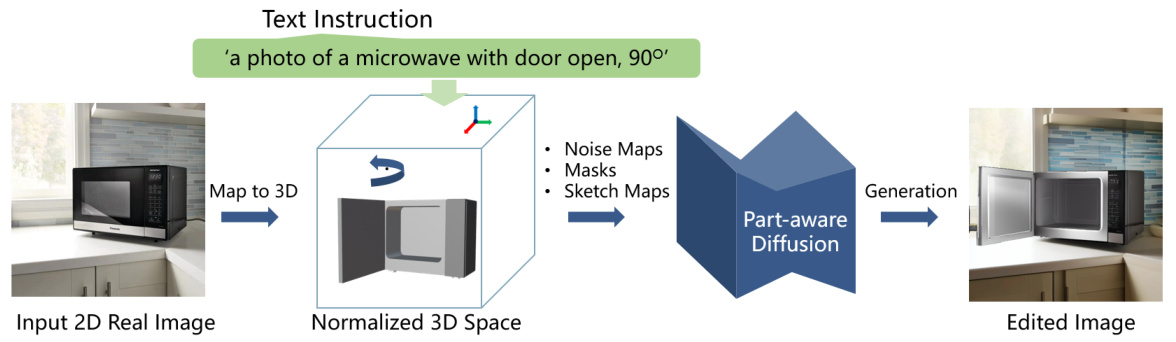 Text Instruction
‘a photo of a microwave with door open, 90°’
Map to 3D
• Noise Maps
• Masks
• Sketch Maps
Part-aware
Diffusion
Generation
Input 2D Real Image
Normalized 3D Space
Edited Image